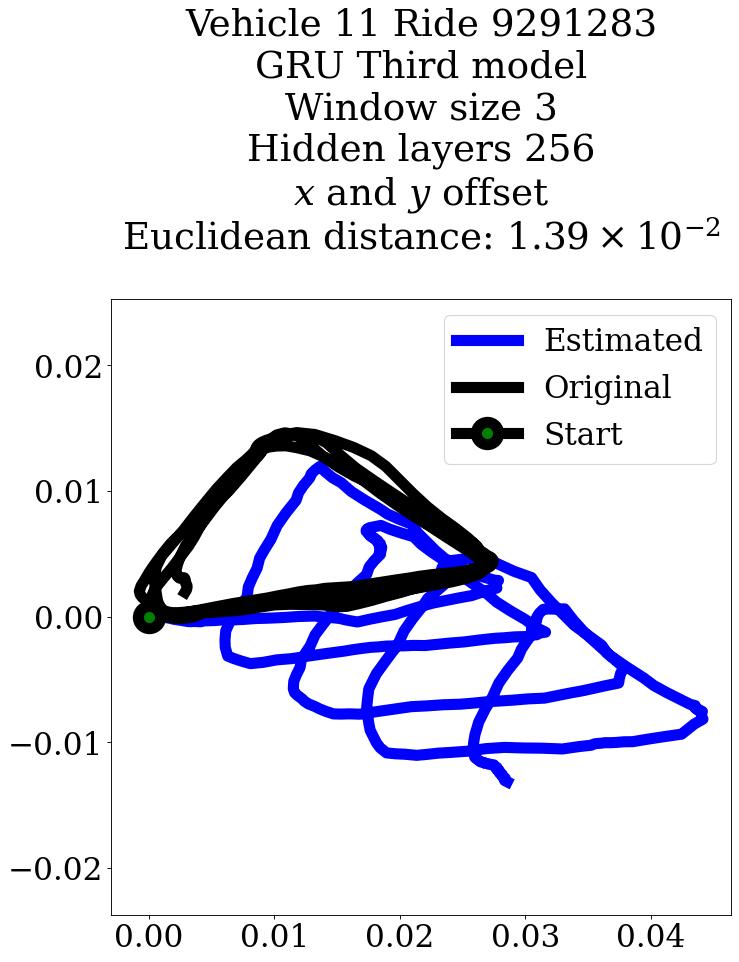 Vehicle 11 Ride 9291283
GRU Third model
Window size 3
Hidden layers 256
x and y offset
Euclidean distance: 1.39 × 10⁻²
Estimated
Original
Start
0.02
0.01
0.00
−0.01
−0.02
0.00 0.01 0.02 0.03 0.04